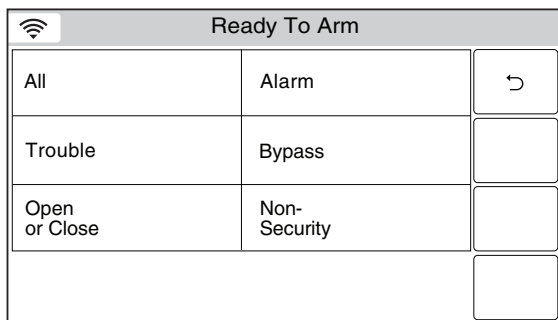 Ready To Arm
All
Alarm
Trouble
Bypass
Open
or Close
Non-
Security